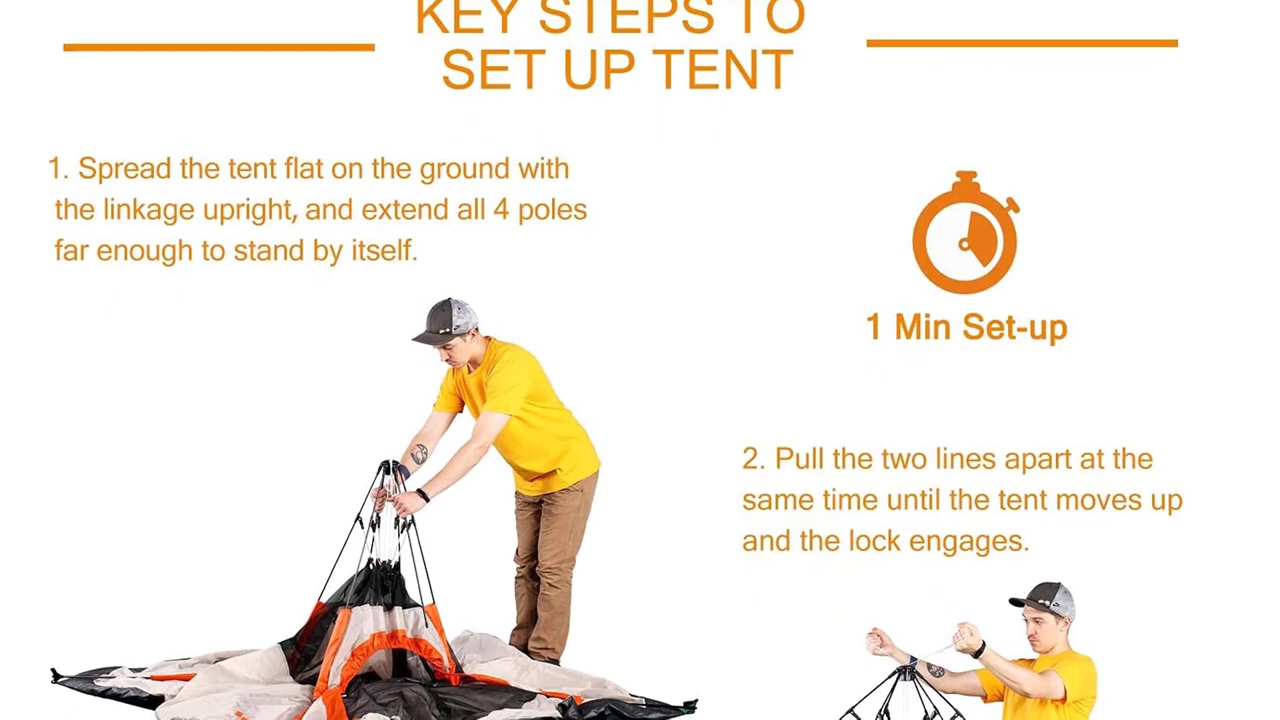 KEY STEPS TO
SET UP TENT
1. Spread the tent flat on the ground with
the linkage upright, and extend all 4 poles
far enough to stand by itself.
1 Min Set-up
2. Pull the two lines apart at the
same time until the tent moves up
and the lock engages.